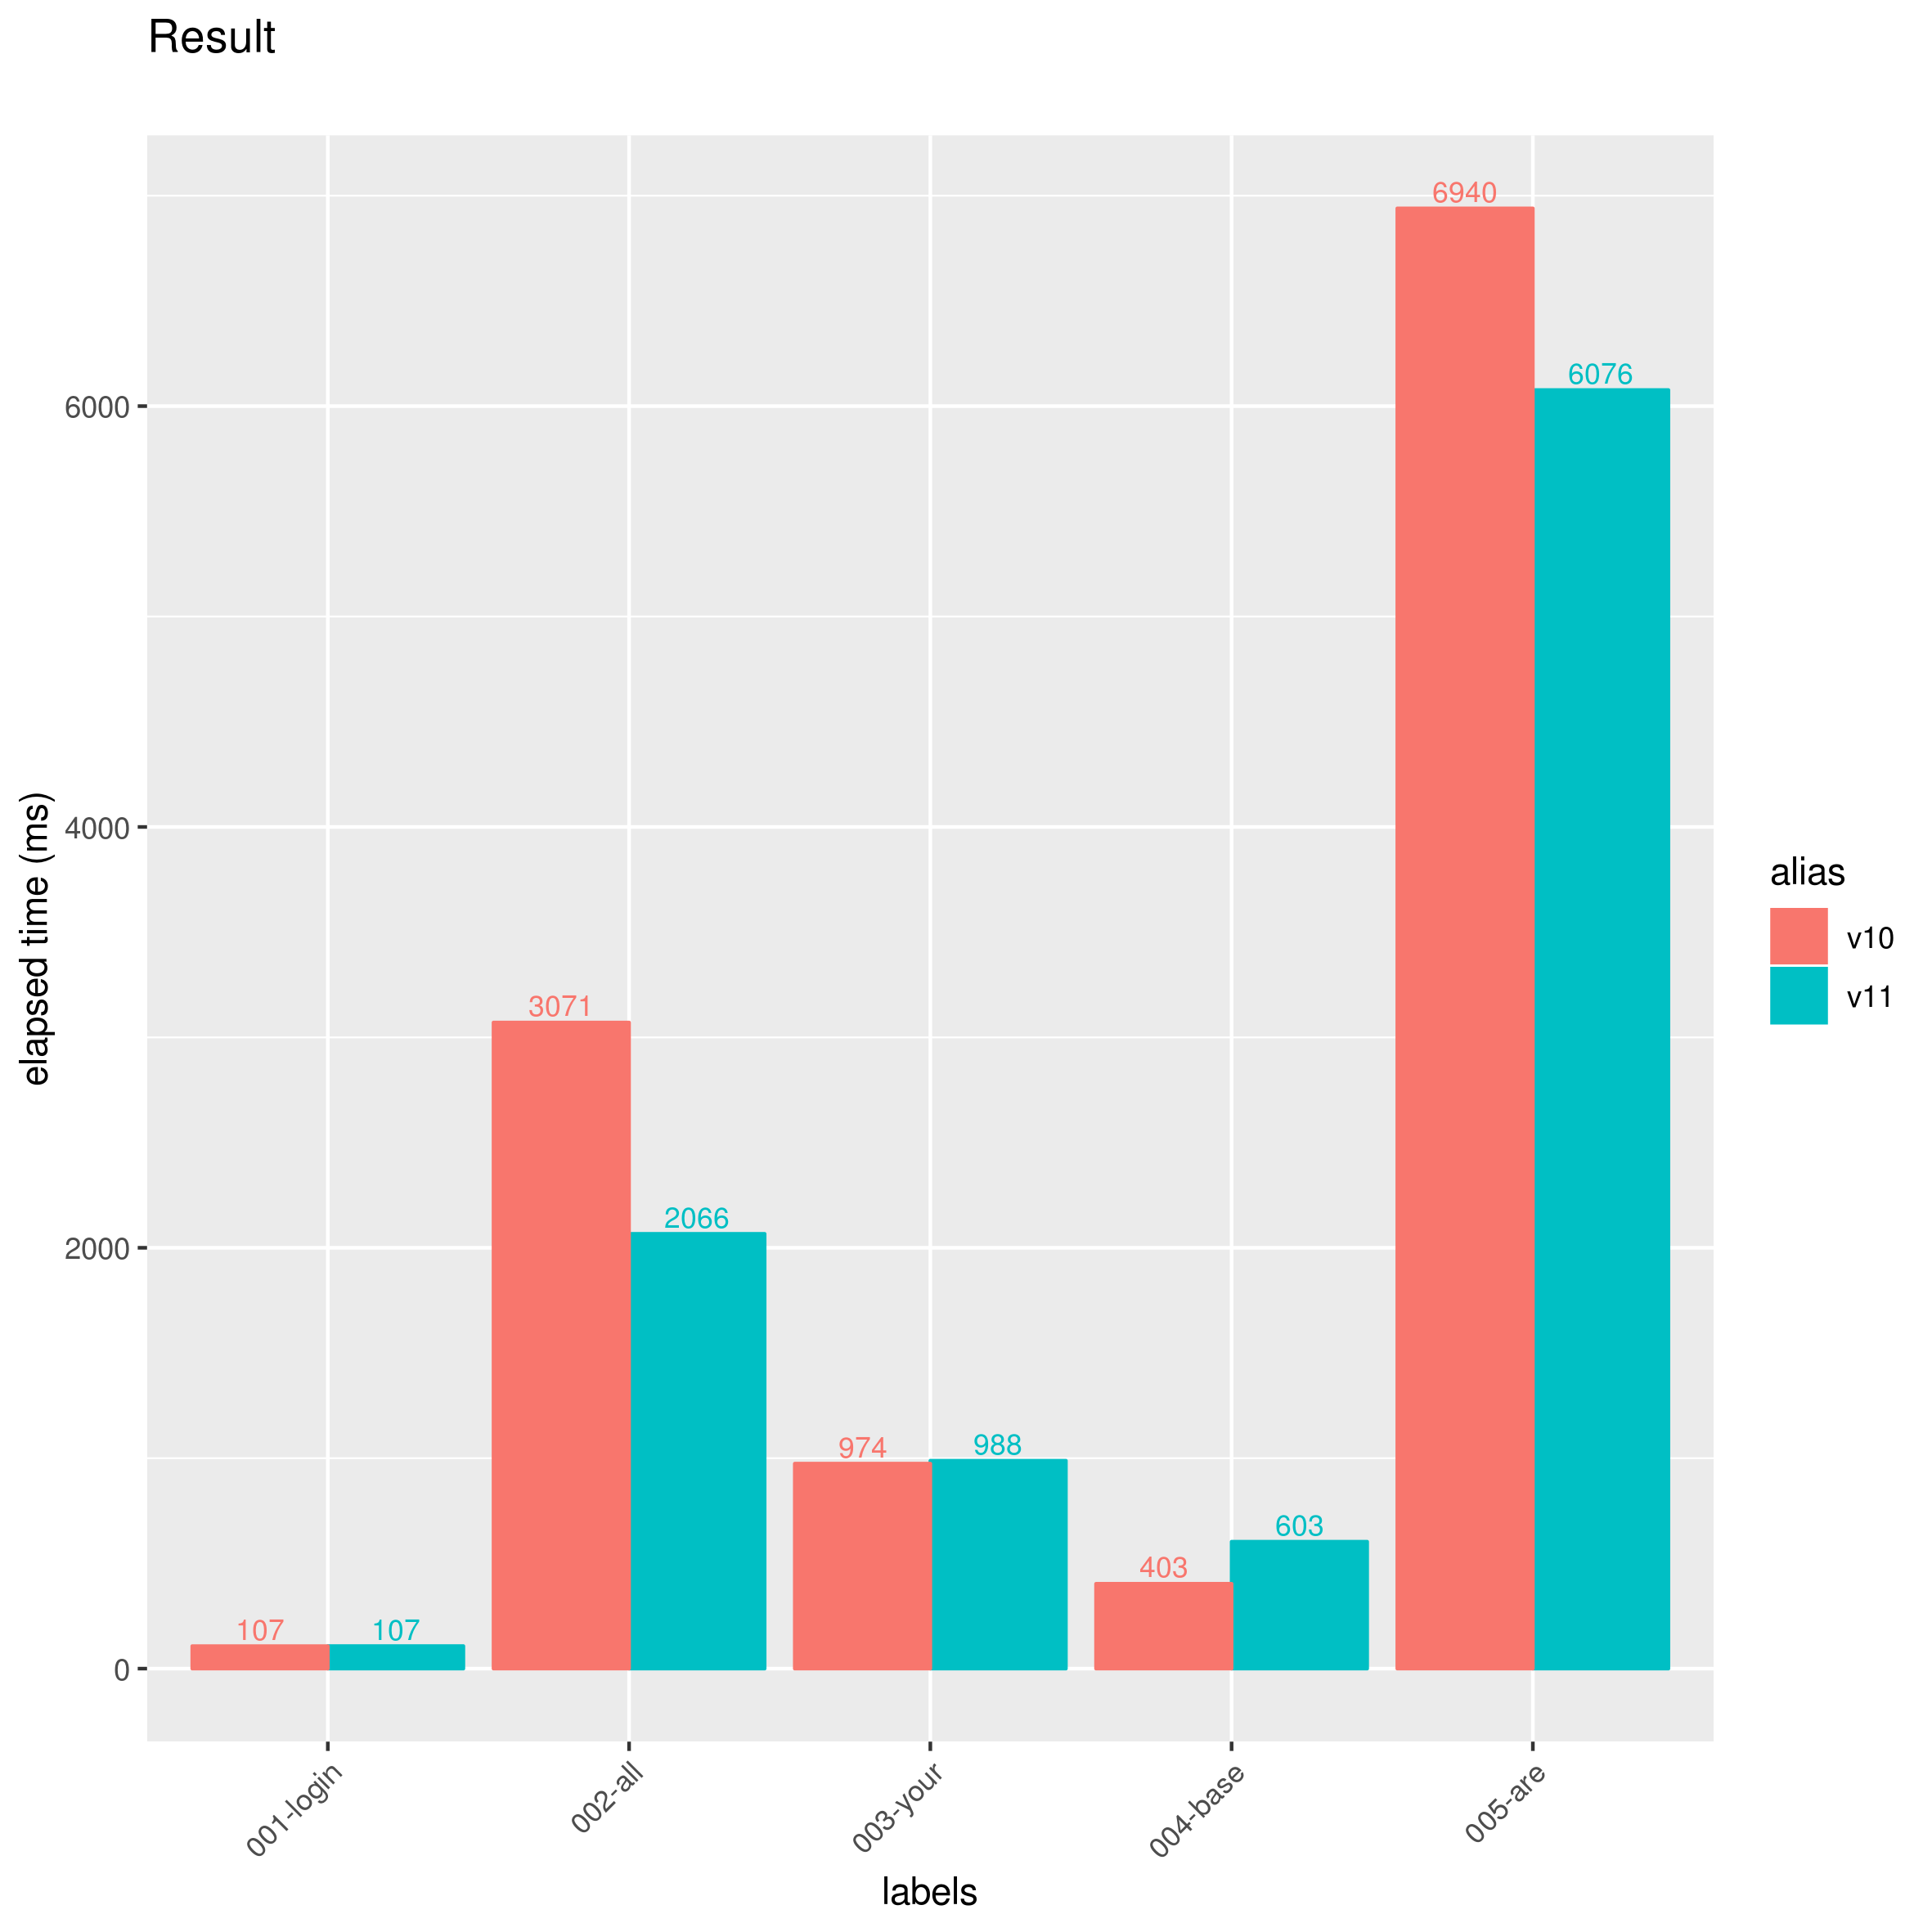 Result
elapsed time (ms)
6000
4000
2000
0
107
107
3071
2066
974
988
403
603
6940
6076
001-login
002-all
003-your
004-base
005-are
labels
alias
v10
v11